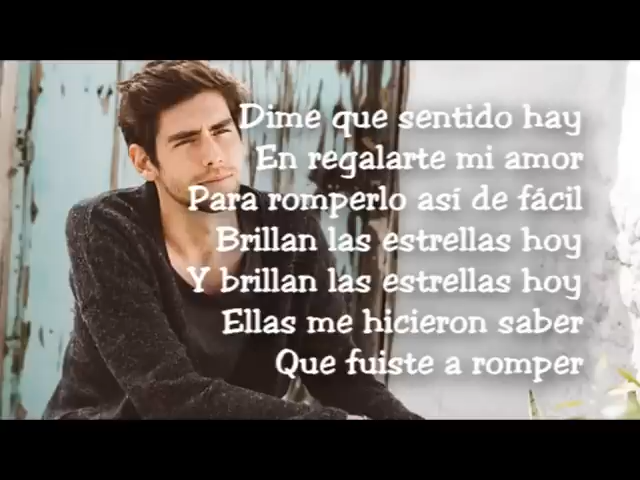 Dime que sentido hay
En regalarte mi amor
Para romperlo así de fácil
Brillan las estrellas hoy
Y brillan las estrellas hoy
Ellas me hicieron saber
Que fuiste a romper